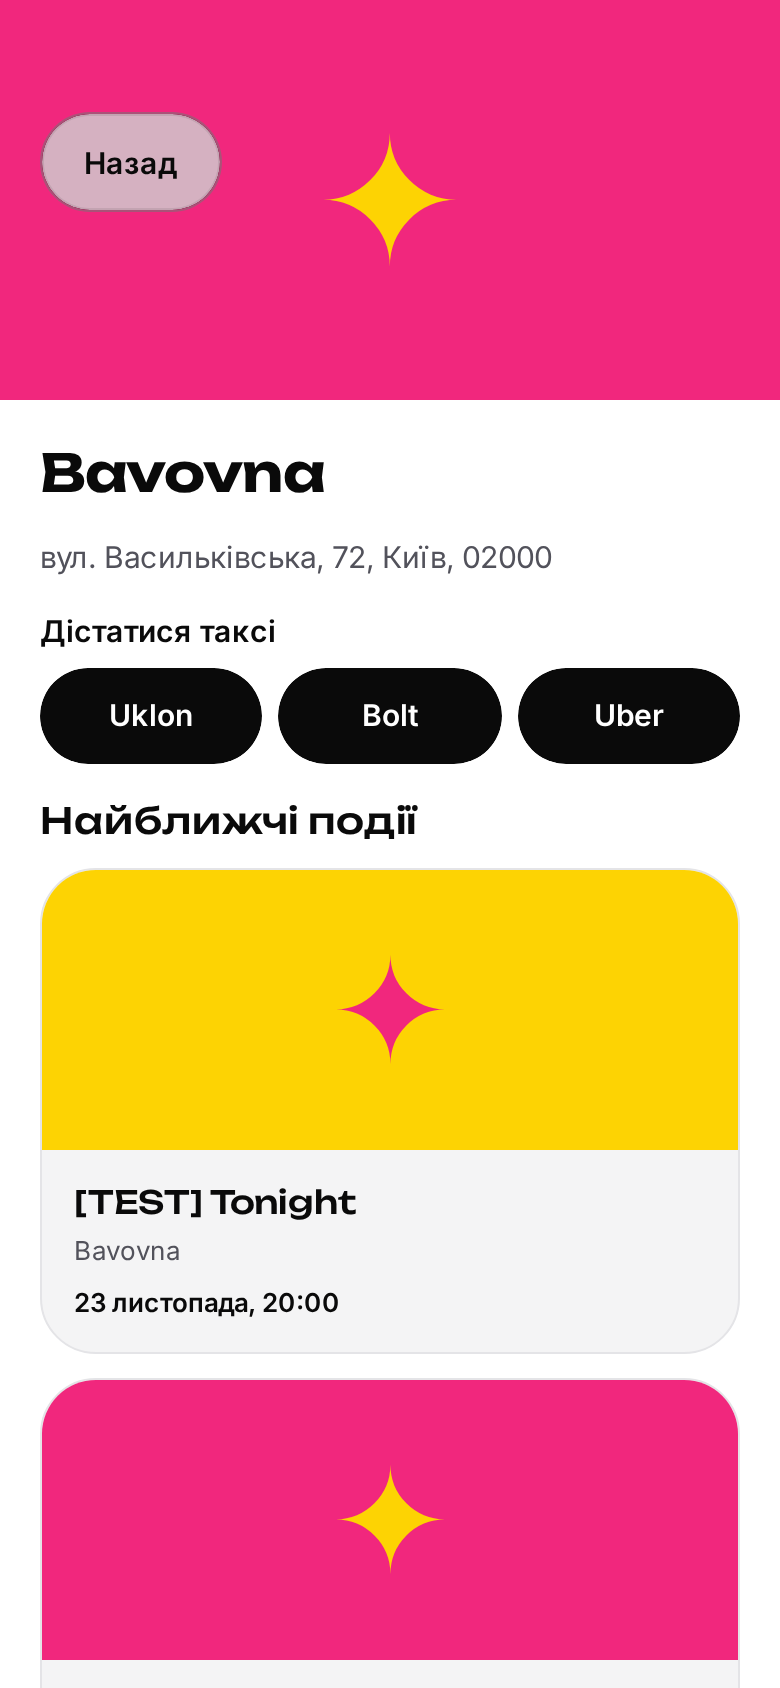 Назад
Bavovna
вул. Васильківська, 72, Київ, 02000
Дістатися таксі
Uklon
Bolt
Uber
Найближчі події
[TEST] Tonight
Bavovna
23 листопада, 20:00